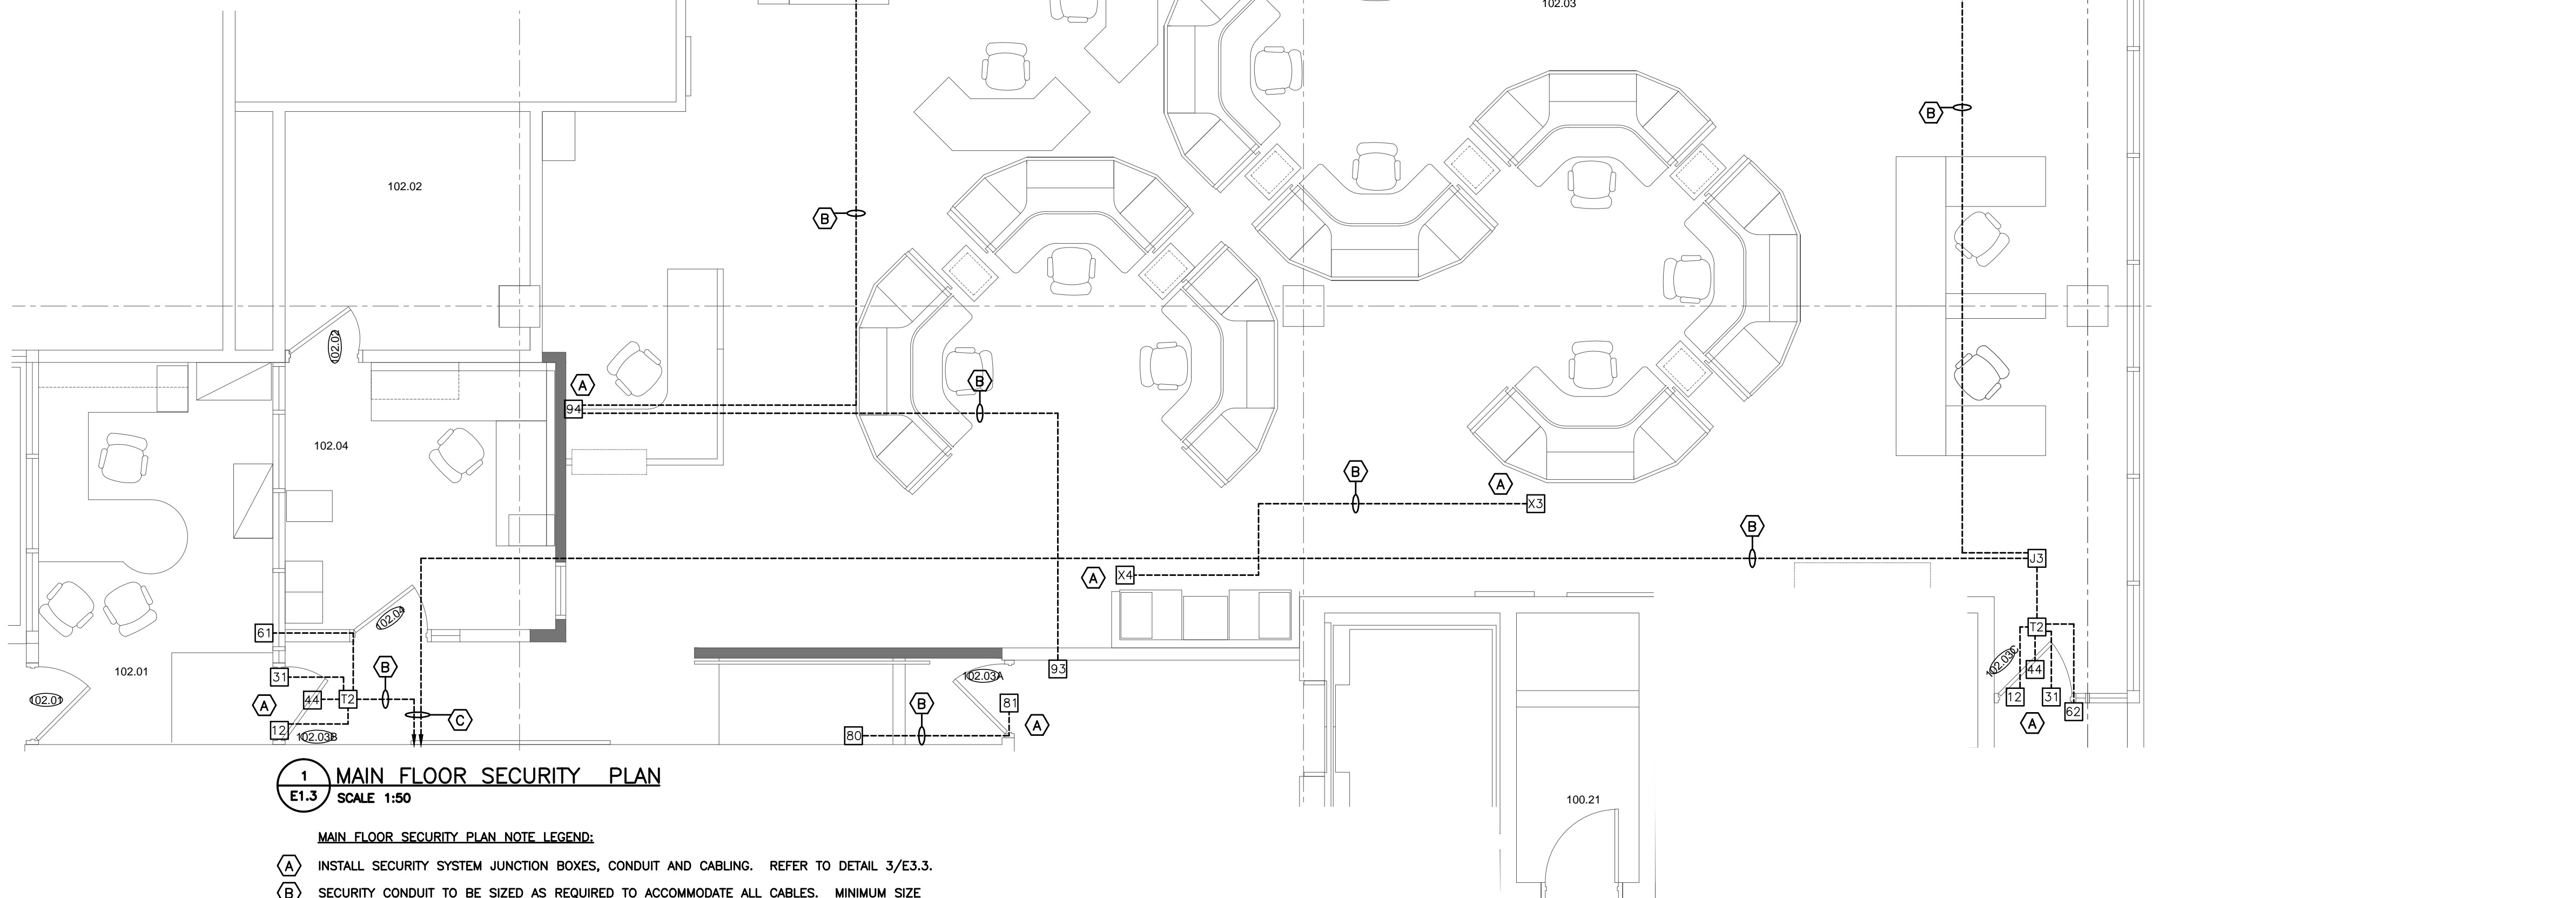 102.03
B
102.02
B
102.02
A
94
B
102.04
B
A
X3
B
A
X4
J3
102.04
61
T2
102.01
31
B
102.03A
93
102.03C
44
102.01
A
44
T2
C
B
81
A
12
31
62
A
12
102.03B
80
1
E1.3
MAIN FLOOR SECURITY PLAN
SCALE 1:50
100.21
MAIN FLOOR SECURITY PLAN NOTE LEGEND:
A INSTALL SECURITY SYSTEM JUNCTION BOXES, CONDUIT AND CABLING. REFER TO DETAIL 3/E3.3.
B SECURITY CONDUIT TO BE SIZED AS REQUIRED TO ACCOMMODATE ALL CABLES. MINIMUM SIZE